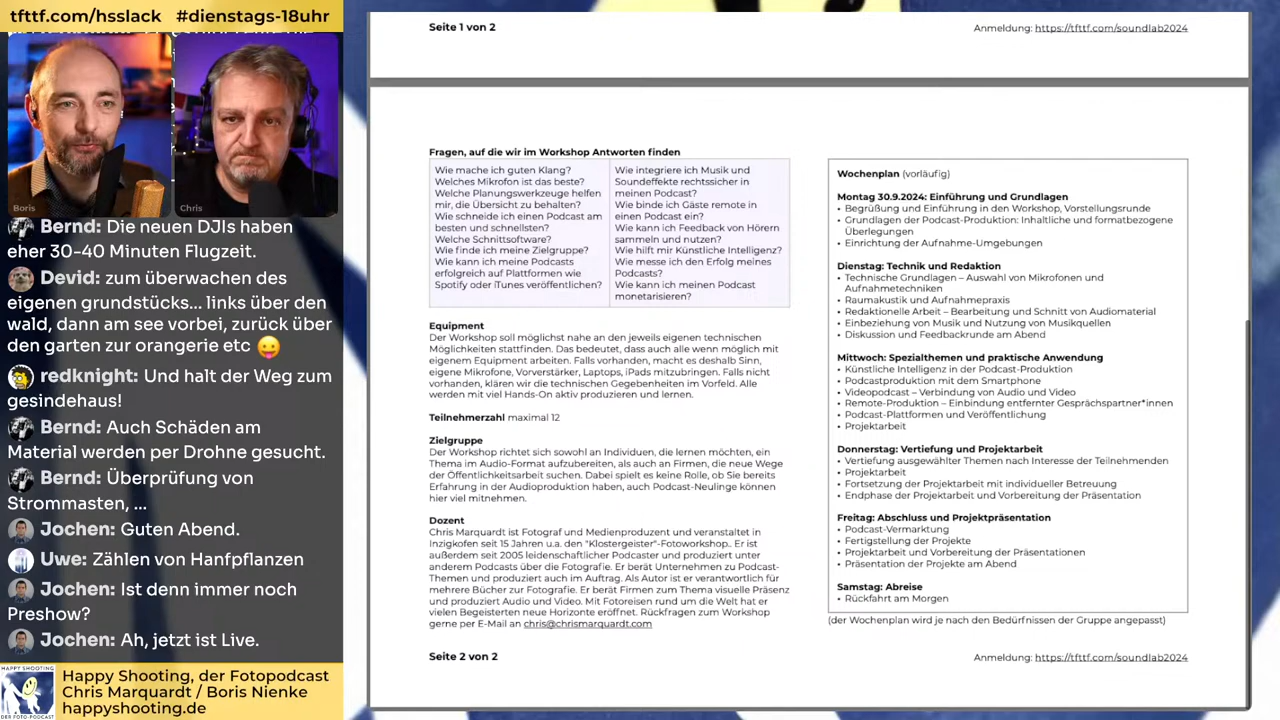 tfttf.com/hsslack #dienstags-18uhr
Boris
Chris
Bernd: Die neuen DJIs haben
eher 30-40 Minuten Flugzeit.
Devid: zum überwachen des
eigenen grundstücks... links über den
wald, dann am see vorbei, zurück über
den garten zur orangerie etc 😛
redknight: Und halt der Weg zum
gesindehaus!
Bernd: Auch Schäden am
Material werden per Drohne gesucht.
Bernd: Überprüfung von
Strommasten, ...
Jochen: Guten Abend.
Uwe: Zählen von Hanfpflanzen
Jochen: Ist denn immer noch
Preshow?
Jochen: Ah, jetzt ist Live.
HAPPY SHOOTING
DER FOTO-PODCAST
Happy Shooting, der Fotopodcast
Chris Marquardt / Boris Nienke
happyshooting.de
Seite 1 von 2
Anmeldung: https://tfttf.com/soundlab2024
Fragen, auf die wir im Workshop Antworten finden
Wie mache ich guten Klang?
Welches Mikrofon ist das beste?
Welche Planungswerkzeuge helfen
mir, die Übersicht zu behalten?
Wie schneide ich einen Podcast am
besten und schnellsten?
Welche Schnittsoftware?
Wie finde ich meine Zielgruppe?
Wie kann ich meine Podcasts
erfolgreich auf Plattformen wie
Spotify oder iTunes veröffentlichen?
Wie integriere ich Musik und
Soundeffekte rechtssicher in
meinen Podcast?
Wie binde ich Gäste remote in
einen Podcast ein?
Wie kann ich Feedback von Hörern
sammeln und nutzen?
Wie hilft mir Künstliche Intelligenz?
Wie messe ich den Erfolg meines
Podcasts?
Wie kann ich meinen Podcast
monetarisieren?
Equipment
Der Workshop soll möglichst nahe an den jeweils eigenen technischen
Möglichkeiten stattfinden. Das bedeutet, dass auch alle wenn möglich mit
eigenem Equipment arbeiten. Falls vorhanden, macht es deshalb Sinn,
eigene Mikrofone, Vorverstärker, Laptops, iPads mitzubringen. Falls nicht
vorhanden, klären wir die technischen Gegebenheiten im Vorfeld. Alle
werden mit viel Hands-On aktiv produzieren und lernen.
Teilnehmerzahl maximal 12
Zielgruppe
Der Workshop richtet sich sowohl an Individuen, die lernen möchten, ein
Thema im Audio-Format aufzubereiten, als auch an Firmen, die neue Wege
der Öffentlichkeitsarbeit suchen. Dabei spielt es keine Rolle, ob Sie bereits
Erfahrung in der Audioproduktion haben, auch Podcast-Neulinge können
hier viel mitnehmen.
Dozent
Chris Marquardt ist Fotograf und Medienproduzent und veranstaltet in
Inzigkofen seit 15 Jahren u.a. den "Klostergeister"-Fotoworkshop. Er ist
außerdem seit 2005 leidenschaftlicher Podcaster und produziert unter
anderem Podcasts über die Fotografie. Er berät Unternehmen zu Podcast-
Themen und produziert auch im Auftrag. Als Autor ist er verantwortlich für
mehrere Bücher zur Fotografie. Er berät Firmen zum Thema visuelle Präsenz
und produziert Audio und Video. Mit Fotoreisen rund um die Welt hat er
vielen Begeisterten neue Horizonte eröffnet. Rückfragen zum Workshop
gerne per E-Mail an chris@chrismarquardt.com
Wochenplan (vorläufig)
Montag 30.9.2024: Einführung und Grundlagen
• Begrüßung und Einführung in den Workshop, Vorstellungsrunde
• Grundlagen der Podcast-Produktion: Inhaltliche und formatbezogene
Überlegungen
• Einrichtung der Aufnahme-Umgebungen
Dienstag: Technik und Redaktion
• Technische Grundlagen – Auswahl von Mikrofonen und
Aufnahmetechniken
• Raumakustik und Aufnahmepraxis
• Redaktionelle Arbeit – Bearbeitung und Schnitt von Audiomaterial
• Einbeziehung von Musik und Nutzung von Musikquellen
• Diskussion und Feedbackrunde am Abend
Mittwoch: Spezialthemen und praktische Anwendung
• Künstliche Intelligenz in der Podcast-Produktion
• Podcastproduktion mit dem Smartphone
• Videopodcast – Verbindung von Audio und Video
• Remote-Produktion – Einbindung entfernter Gesprächspartner*innen
• Podcast-Plattformen und Veröffentlichung
• Projektarbeit
Donnerstag: Vertiefung und Projektarbeit
• Vertiefung ausgewählter Themen nach Interesse der Teilnehmenden
• Projektarbeit
• Fortsetzung der Projektarbeit mit individueller Betreuung
• Endphase der Projektarbeit und Vorbereitung der Präsentation
Freitag: Abschluss und Projektpräsentation
• Podcast-Vermarktung
• Fertigstellung der Projekte
• Projektarbeit und Vorbereitung der Präsentationen
• Präsentation der Projekte am Abend
Samstag: Abreise
• Rückfahrt am Morgen
(der Wochenplan wird je nach den Bedürfnissen der Gruppe angepasst)
Seite 2 von 2
Anmeldung: https://tfttf.com/soundlab2024